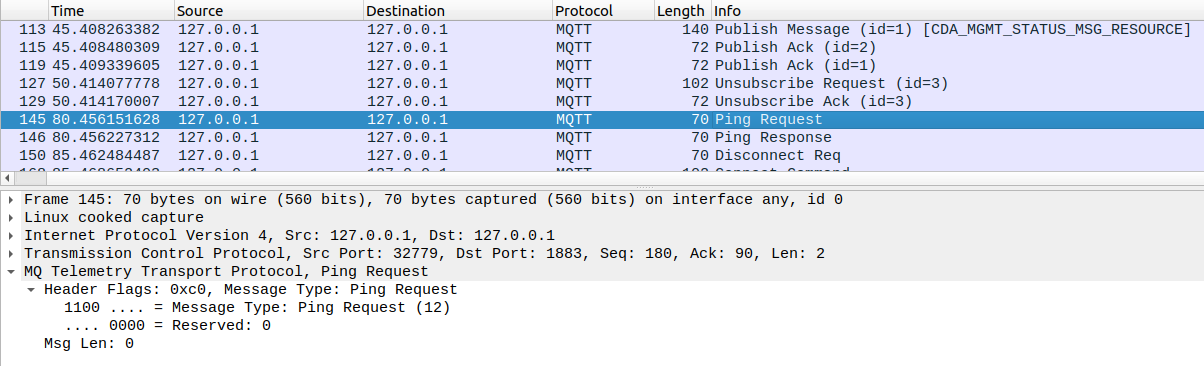 Time Source Destination Protocol Length Info
113 45.408263382 127.0.0.1 127.0.0.1 MQTT 140 Publish Message (id=1) [CDA_MGMT_STATUS_MSG_RESOURCE]
115 45.408480309 127.0.0.1 127.0.0.1 MQTT 72 Publish Ack (id=2)
119 45.409339605 127.0.0.1 127.0.0.1 MQTT 72 Publish Ack (id=1)
127 50.414077778 127.0.0.1 127.0.0.1 MQTT 102 Unsubscribe Request (id=3)
129 50.414170007 127.0.0.1 127.0.0.1 MQTT 72 Unsubscribe Ack (id=3)
145 80.456151628 127.0.0.1 127.0.0.1 MQTT 70 Ping Request
146 80.456227312 127.0.0.1 127.0.0.1 MQTT 70 Ping Response
150 85.462484487 127.0.0.1 127.0.0.1 MQTT 70 Disconnect Req
Frame 145: 70 bytes on wire (560 bits), 70 bytes captured (560 bits) on interface any, id 0
Linux cooked capture
Internet Protocol Version 4, Src: 127.0.0.1, Dst: 127.0.0.1
Transmission Control Protocol, Src Port: 32779, Dst Port: 1883, Seq: 180, Ack: 90, Len: 2
MQ Telemetry Transport Protocol, Ping Request
Header Flags: 0xc0, Message Type: Ping Request
1100 .... = Message Type: Ping Request (12)
.... 0000 = Reserved: 0
Msg Len: 0